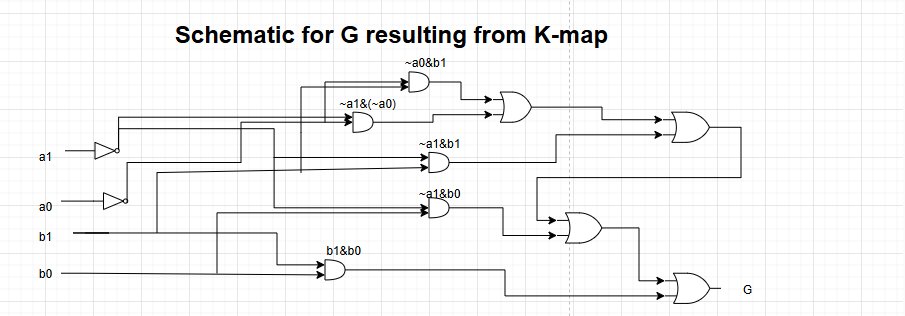 Schematic for G resulting from K-map
~a0&b1
~a1&(~a0)
~a1&b1
a1
~a1&b0
a0
b1
b1&b0
b0
G